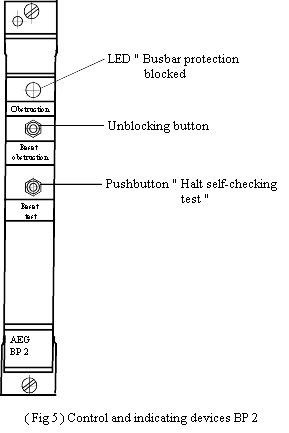 LED " Busbar protection
blocked
Obstruction
Unblocking button
Reset
obstruction
Pushbutton " Halt self-checking
test "
Reset
test
AEG
BP 2
( Fig 5 ) Control and indicating devices BP 2